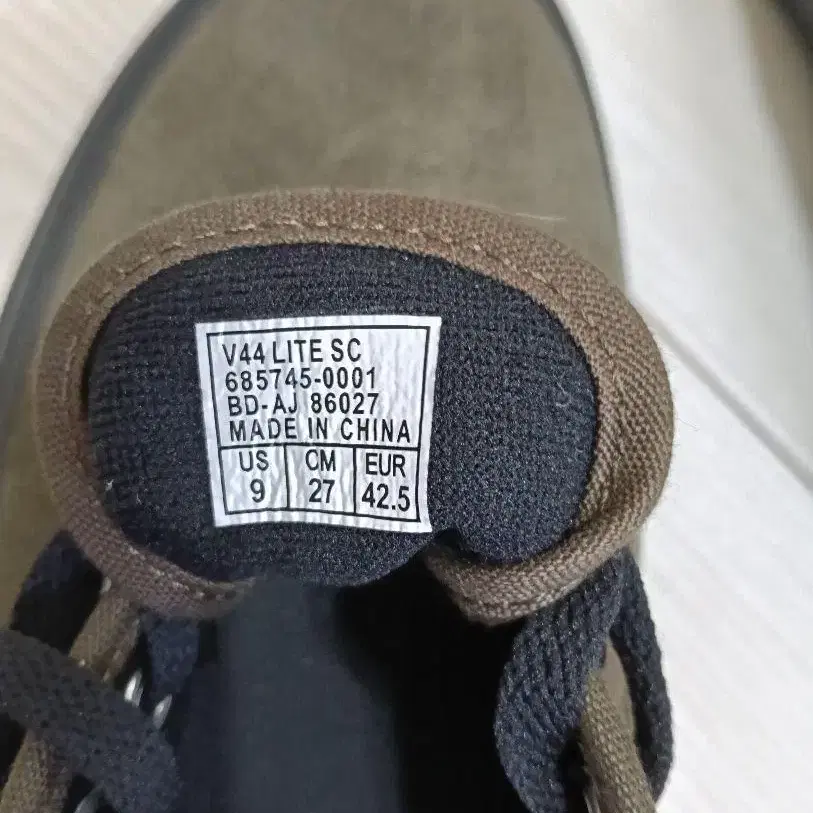 V44 LITE SC
685745-0001
BD-AJ 86027
MADE IN CHINA
US CM EUR
9 27 42.5